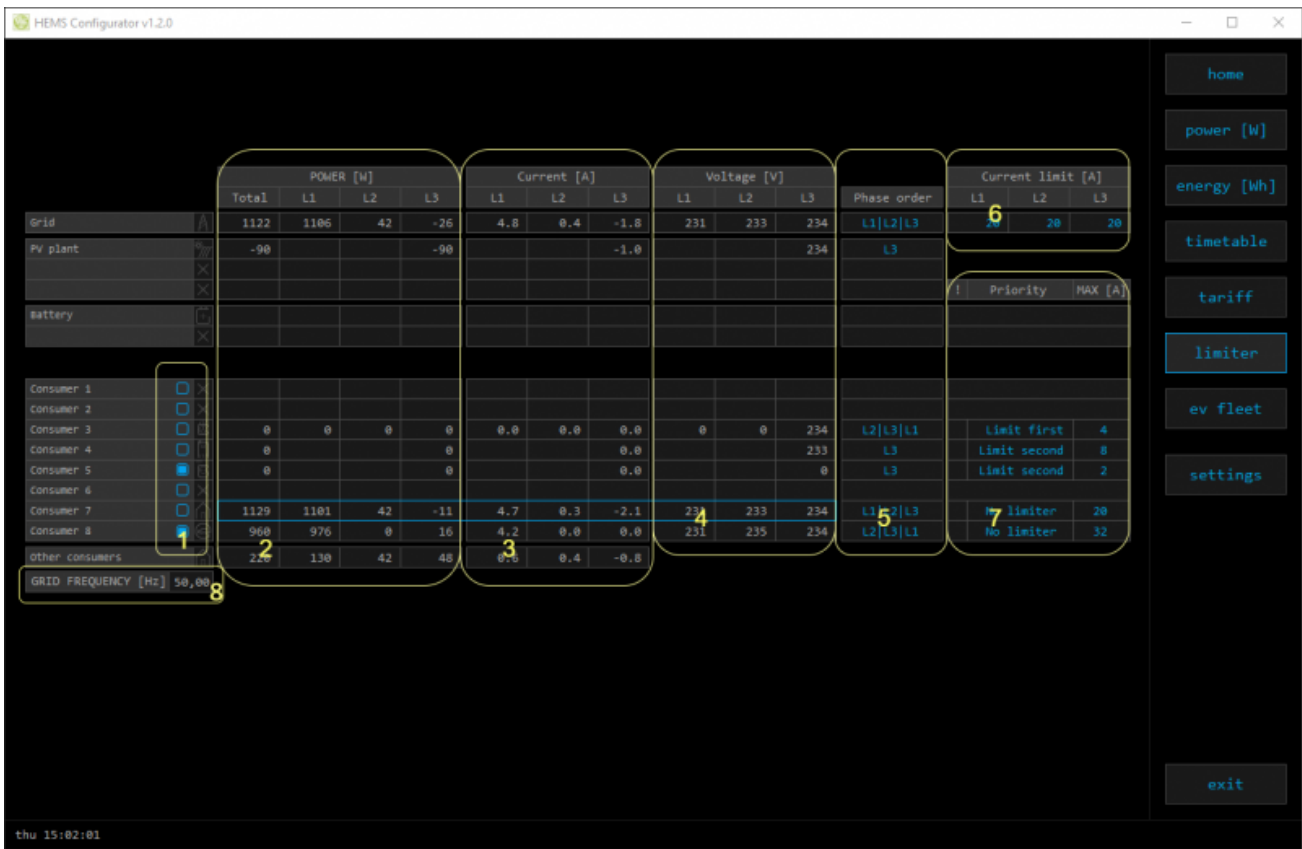 HEMS Configurator v1.2.0
home
power [W]
energy [Wh]
timetable
tariff
limiter
ev fleet
settings
exit
POWER [W] Current [A] Voltage [V] Current limit [A]
Total L1 L2 L3 L1 L2 L3 L1 L2 L3 Phase order L1 L2 L3
Grid 1122 1106 42 -26 4.8 0.4 -1.8 231 233 234 L1|L2|L3 20 20 20
6
PV plant -90 -90 -1.0 234 L3
! Priority MAX [A]
Battery
Consumer 1
Consumer 2
Consumer 3 0 0 0 0 0.0 0.0 0.0 0 0 234 L2|L3|L1 Limit first 4
Consumer 4 0 0 0.0 233 L3 Limit second 8
Consumer 5 0 0 0.0 0 L3 Limit second 2
Consumer 6
Consumer 7 1129 1101 42 -11 4.7 0.3 -2.1 231 233 234 L1|L2|L3 No limiter 20
4 5 7
Consumer 8 960 976 0 16 4.2 0.0 0.0 231 235 234 L2|L3|L1 No limiter 32
1 2 3
Other consumers 130 42 48 0.6 0.4 -0.8
GRID FREQUENCY [Hz] 50,00
8
thu 15:02:01